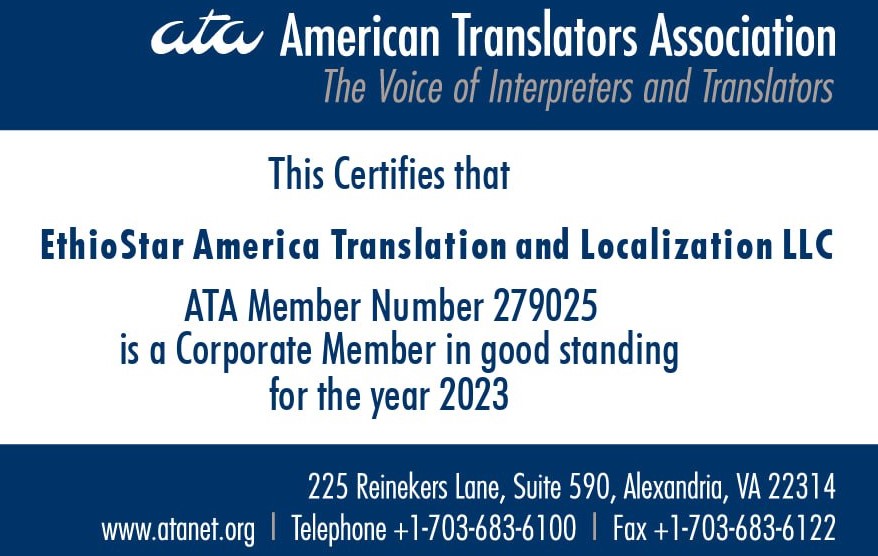 ata American Translators Association
The Voice of Interpreters and Translators
This Certifies that
EthioStar America Translation and Localization LLC
ATA Member Number 279025
is a Corporate Member in good standing
for the year 2023
225 Reinekers Lane, Suite 590, Alexandria, VA 22314
www.atanet.org | Telephone +1-703-683-6100 | Fax +1-703-683-6122